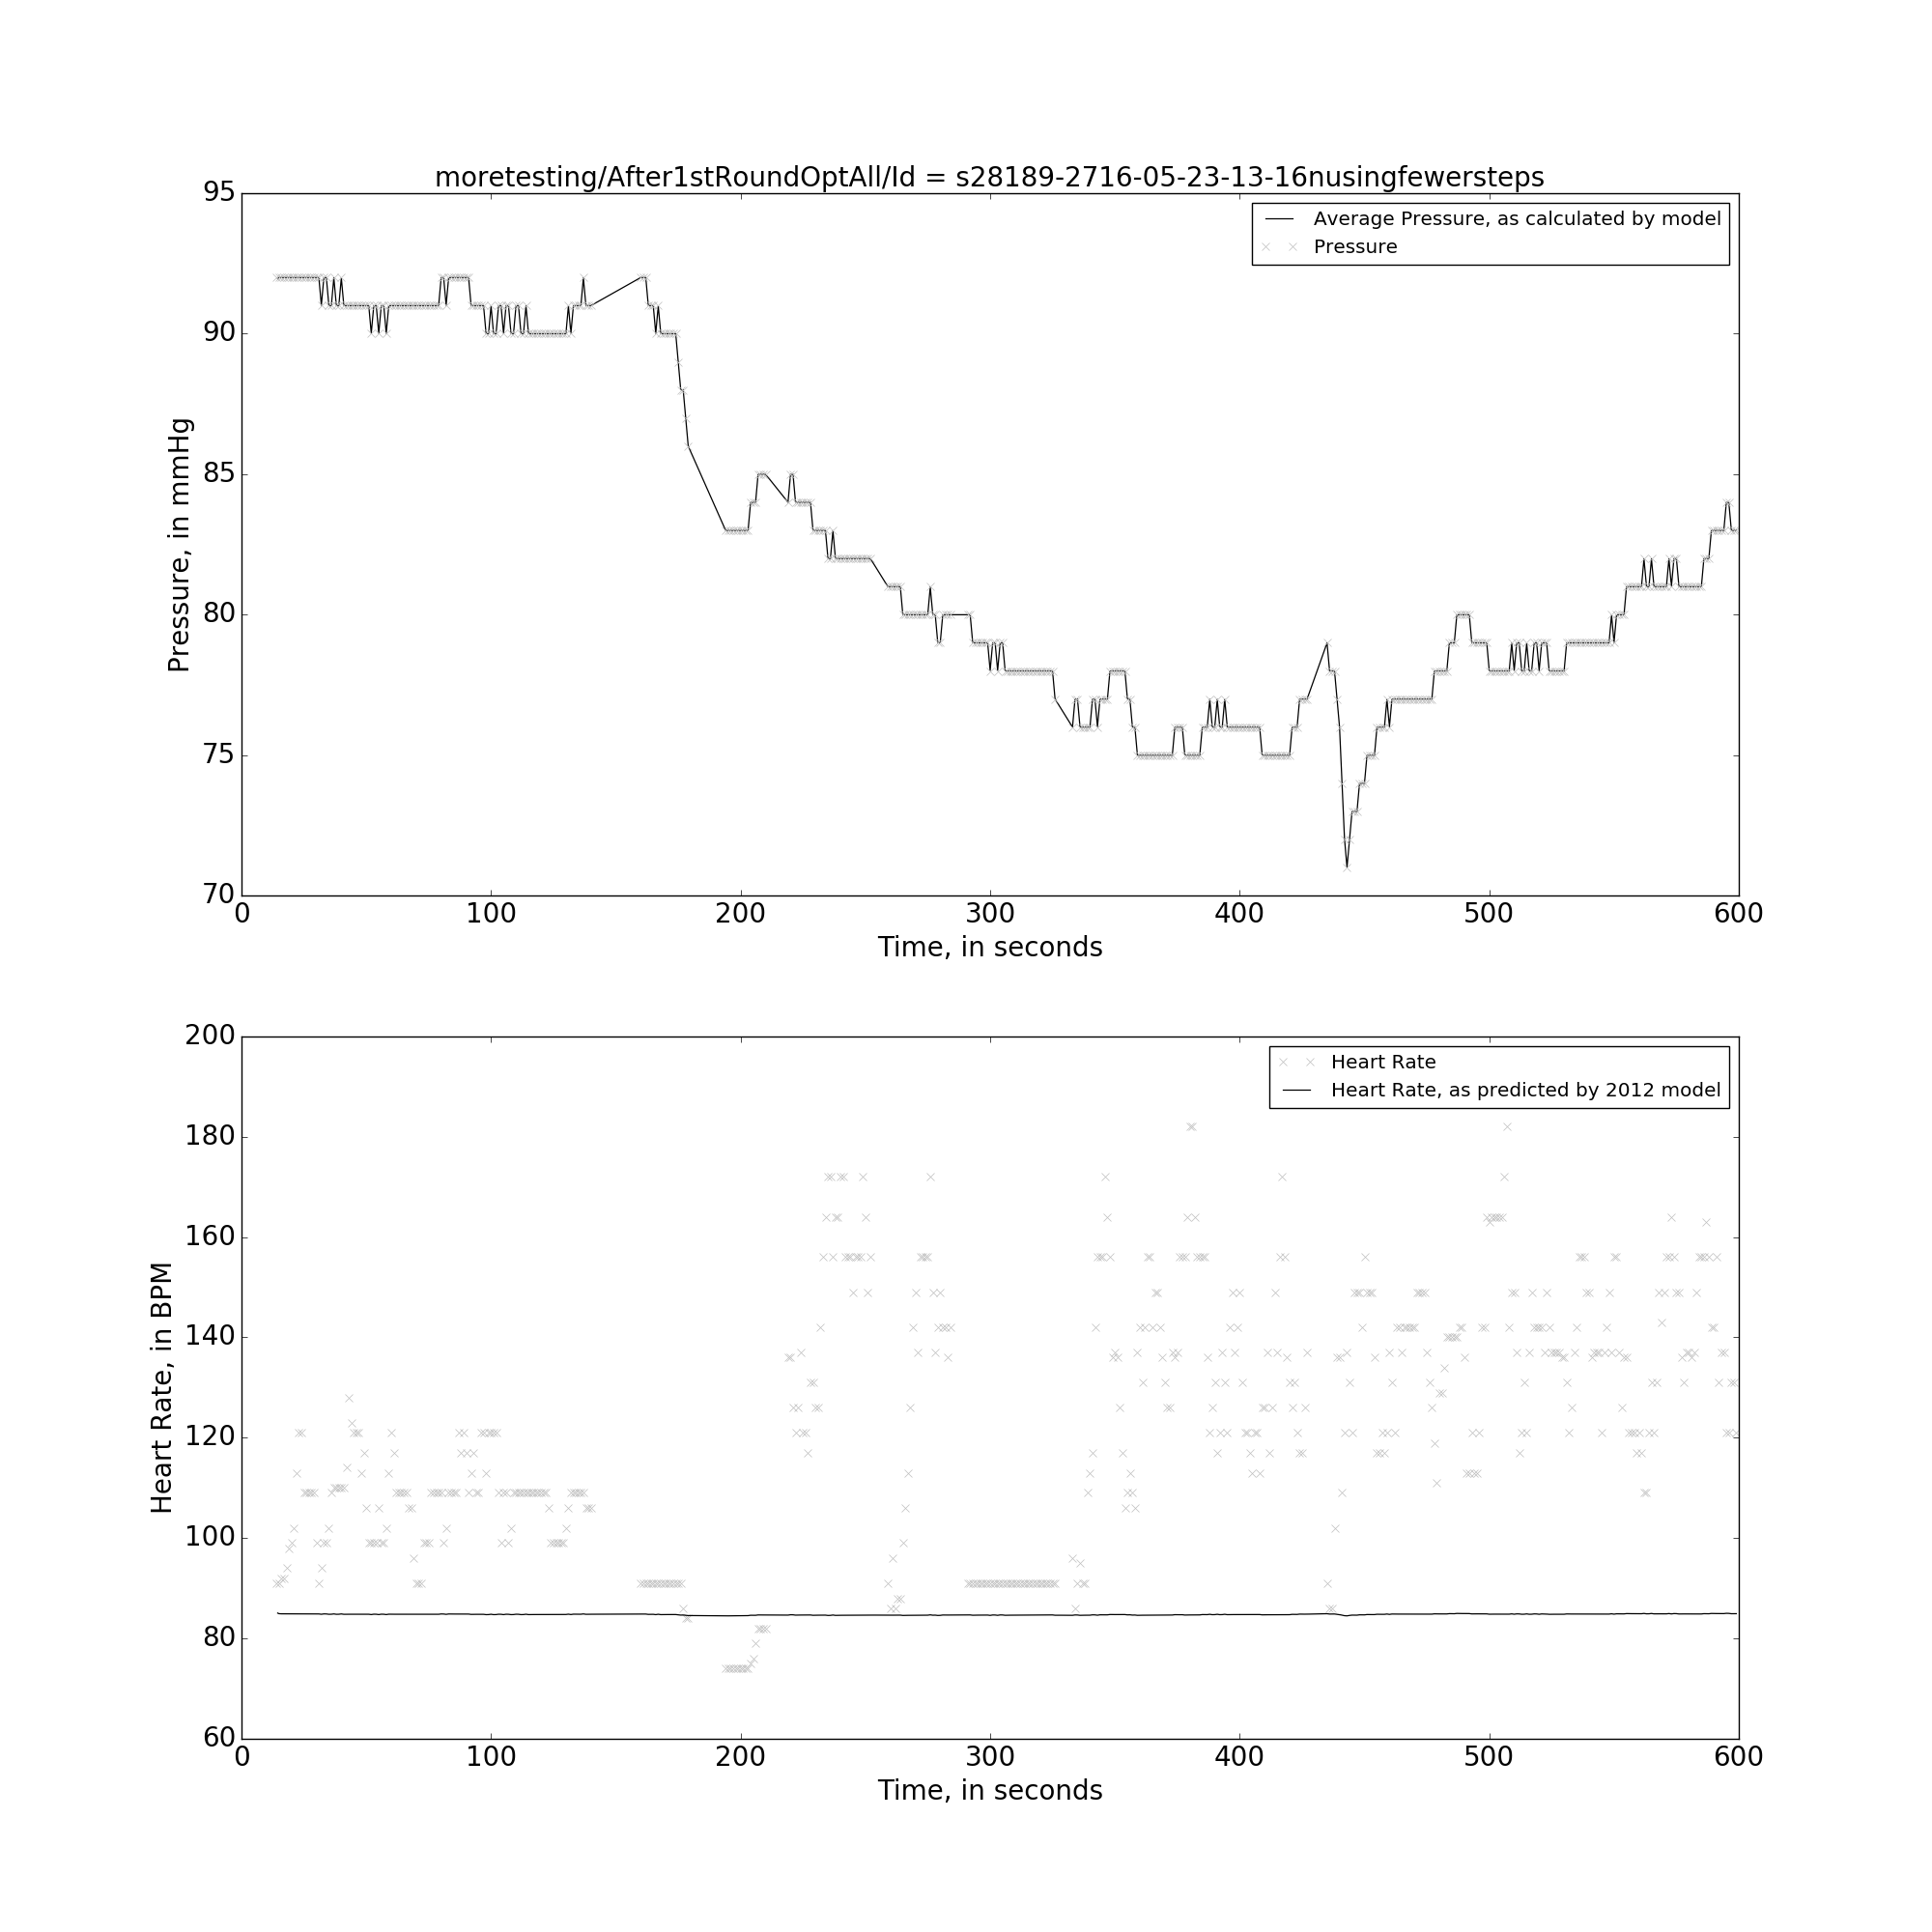 moretesting/After1stRoundOptAll/Id = s28189-2716-05-23-13-16nusingfewersteps
95
90
85
80
75
70
Pressure, in mmHg
Average Pressure, as calculated by model
Pressure
0 100 200 300 400 500 600
Time, in seconds
200
180
160
140
120
100
80
60
Heart Rate, in BPM
Heart Rate
Heart Rate, as predicted by 2012 model
0 100 200 300 400 500 600
Time, in seconds